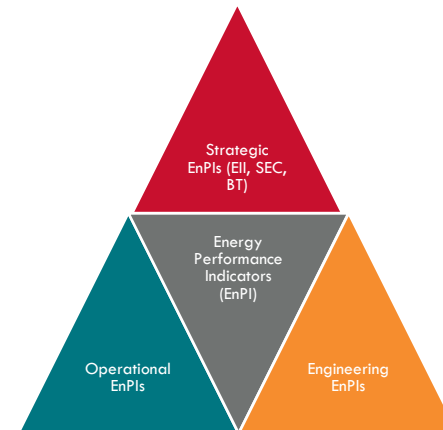 Strategic
EnPIs (EII, SEC,
BT)
Energy
Performance
Indicators
(EnPI)
Operational
EnPIs
Engineering
EnPIs